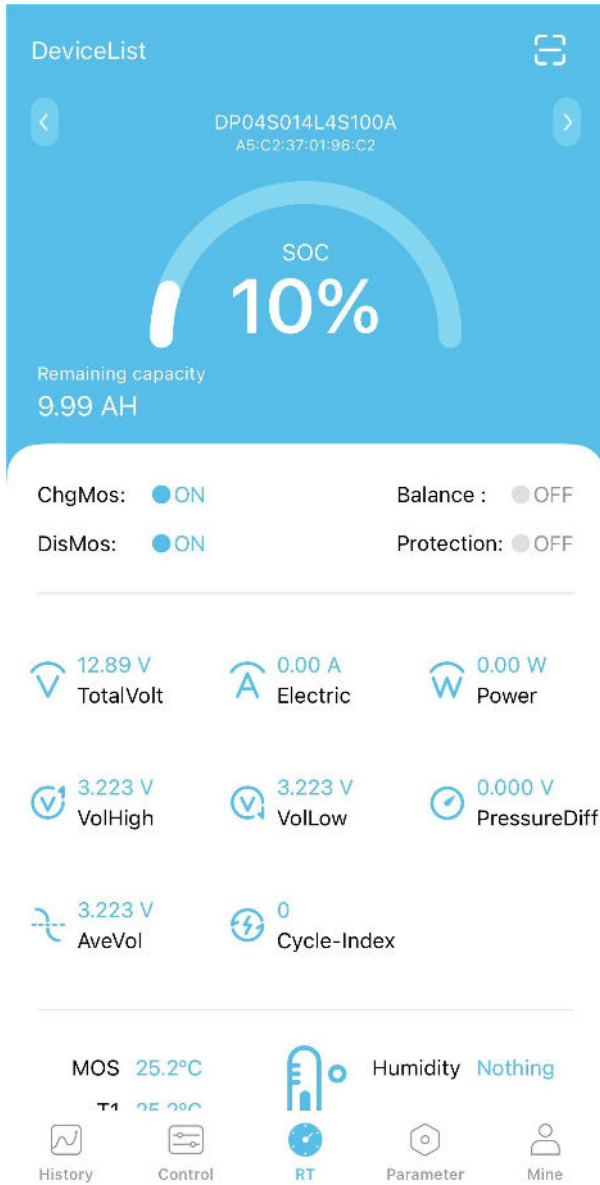 DeviceList
DP04S014L4S100A
A5:C2:37:01:96:C2
SOC
10%
Remaining capacity
9.99 AH
ChgMos: ON Balance : OFF
DisMos: ON Protection: OFF
12.89 V 0.00 A 0.00 W
TotalVolt Electric Power
3.223 V 3.223 V 0.000 V
VolHigh VolLow PressureDiff
3.223 V 0
AveVol Cycle-Index
MOS 25.2°C Humidity Nothing
T1 25.2°C
History Control RT Parameter Mine